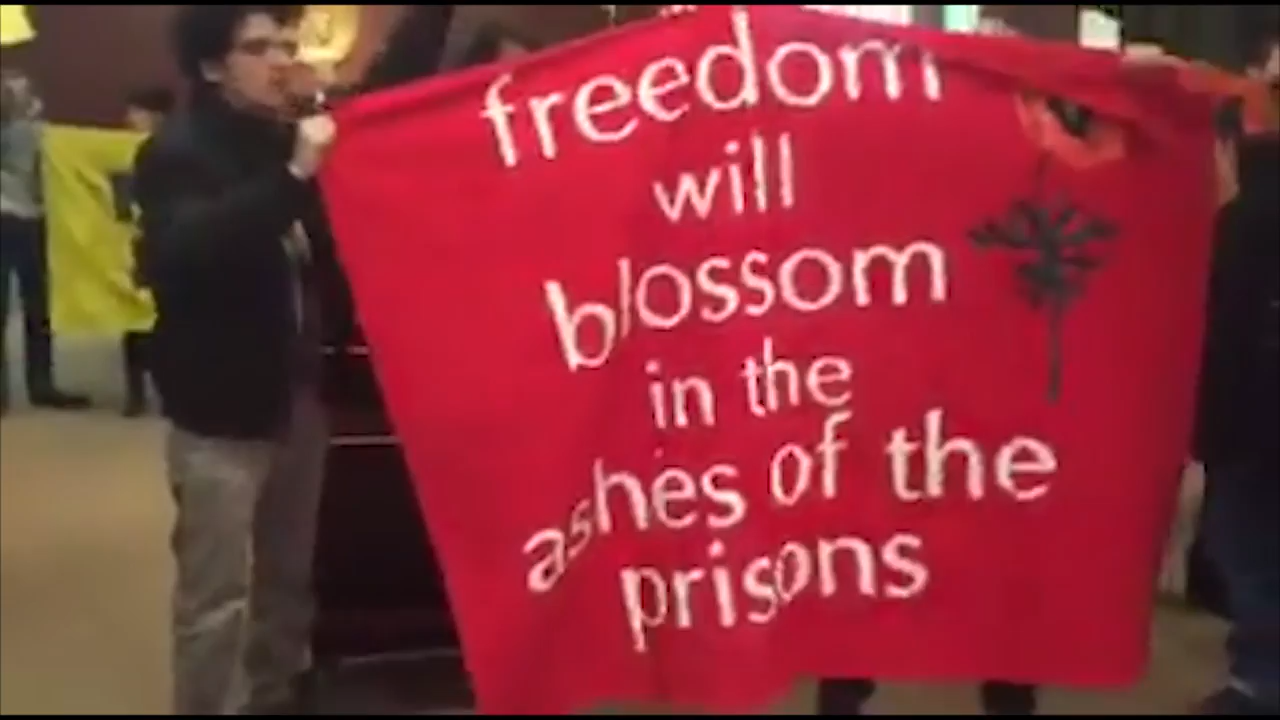 freedom
will
blossom
in the
ashes of the
prisons